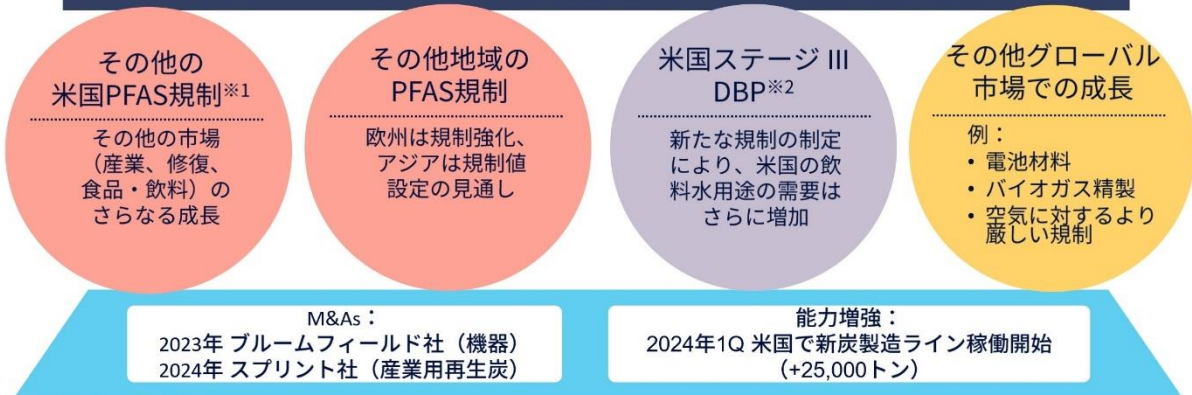 その他の
米国PFAS規制※1
その他の市場
（産業、修復、
食品・飲料）の
さらなる成長
その他地域の
PFAS規制
欧州は規制強化、
アジアは規制値
設定の見通し
米国ステージ III
DBP※2
新たな規制の制定
により、米国の飲
料水用途の需要は
さらに増加
その他グローバル
市場での成長
例：
• 電池材料
• バイオガス精製
• 空気に対するより
厳しい規制
M&As：
2023年 ブルームフィールド社（機器）
2024年 スプリント社（産業用再生炭）
能力増強：
2024年1Q 米国で新炭製造ライン稼働開始
（+25,000トン）